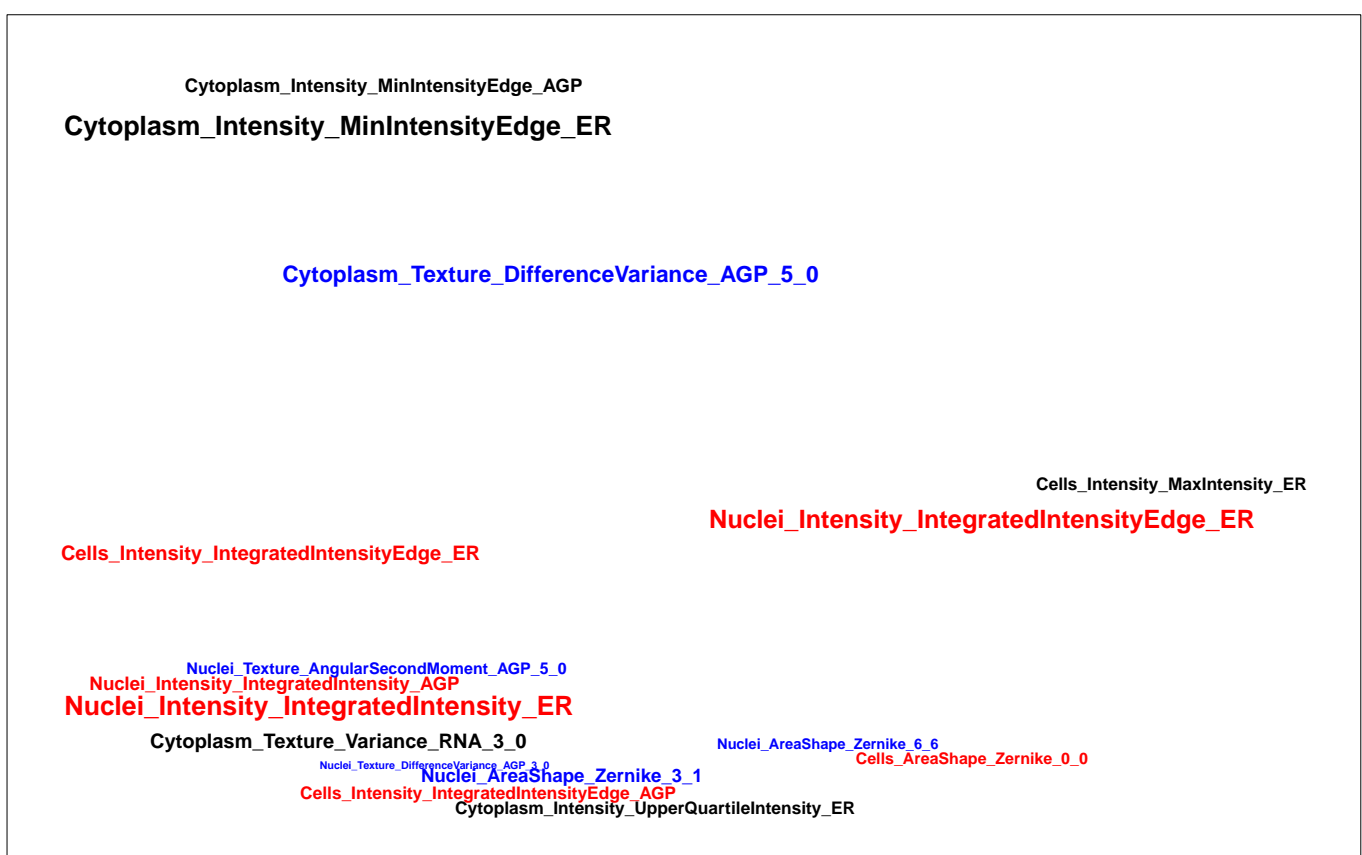 Cytoplasm_Intensity_MinIntensityEdge_AGP
Cytoplasm_Intensity_MinIntensityEdge_ER
Cytoplasm_Texture_DifferenceVariance_AGP_5_0
Cells_Intensity_MaxIntensity_ER
Nuclei_Intensity_IntegratedIntensityEdge_ER
Cells_Intensity_IntegratedIntensityEdge_ER
Nuclei_Texture_AngularSecondMoment_AGP_5_0
Nuclei_Intensity_IntegratedIntensity_AGP
Nuclei_Intensity_IntegratedIntensity_ER
Cytoplasm_Texture_Variance_RNA_3_0
Nuclei_AreaShape_Zernike_6_6
Cells_AreaShape_Zernike_0_0
Nuclei_Texture_DifferenceVariance_AGP_3_0
Nuclei_AreaShape_Zernike_3_1
Cells_Intensity_IntegratedIntensityEdge_AGP
Cytoplasm_Intensity_UpperQuartileIntensity_ER